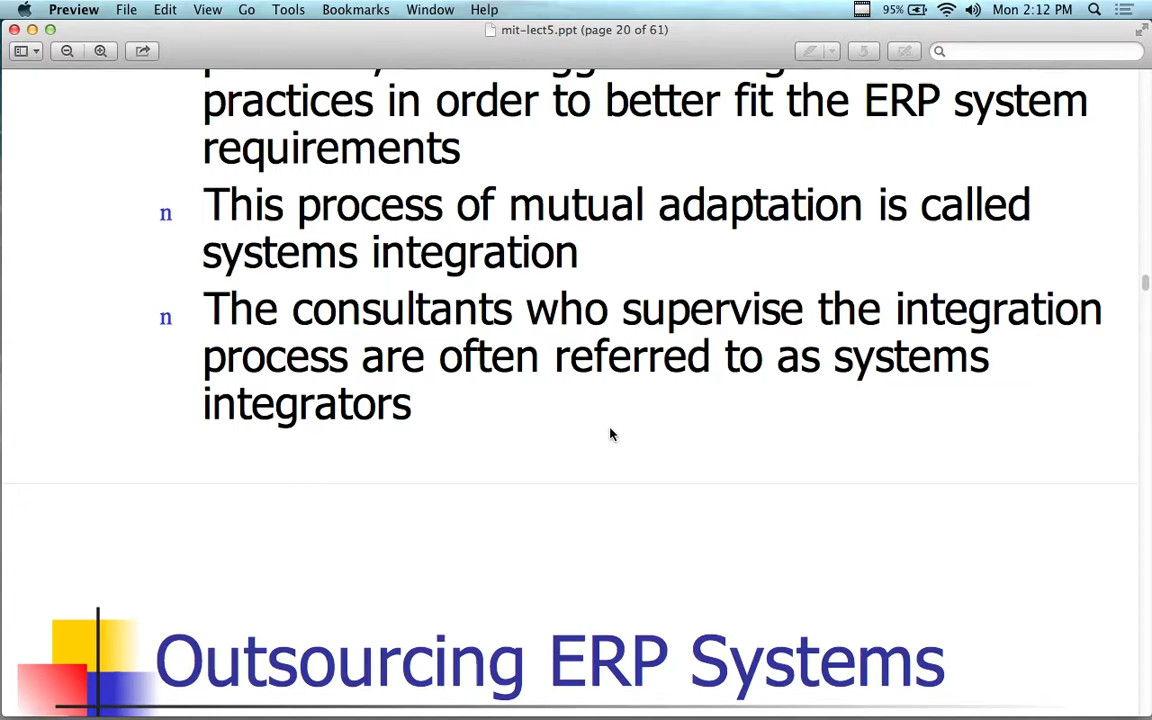 Preview File Edit View Go Tools Bookmarks Window Help 95% Mon 2:12 PM
mit-lect5.ppt (page 20 of 61)
practices in order to better fit the ERP system
requirements
n This process of mutual adaptation is called
systems integration
n The consultants who supervise the integration
process are often referred to as systems
integrators
Outsourcing ERP Systems